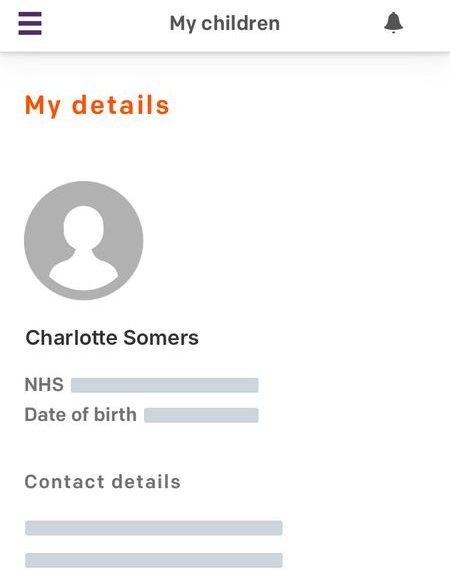 My children
My details
Charlotte Somers
NHS
Date of birth
Contact details